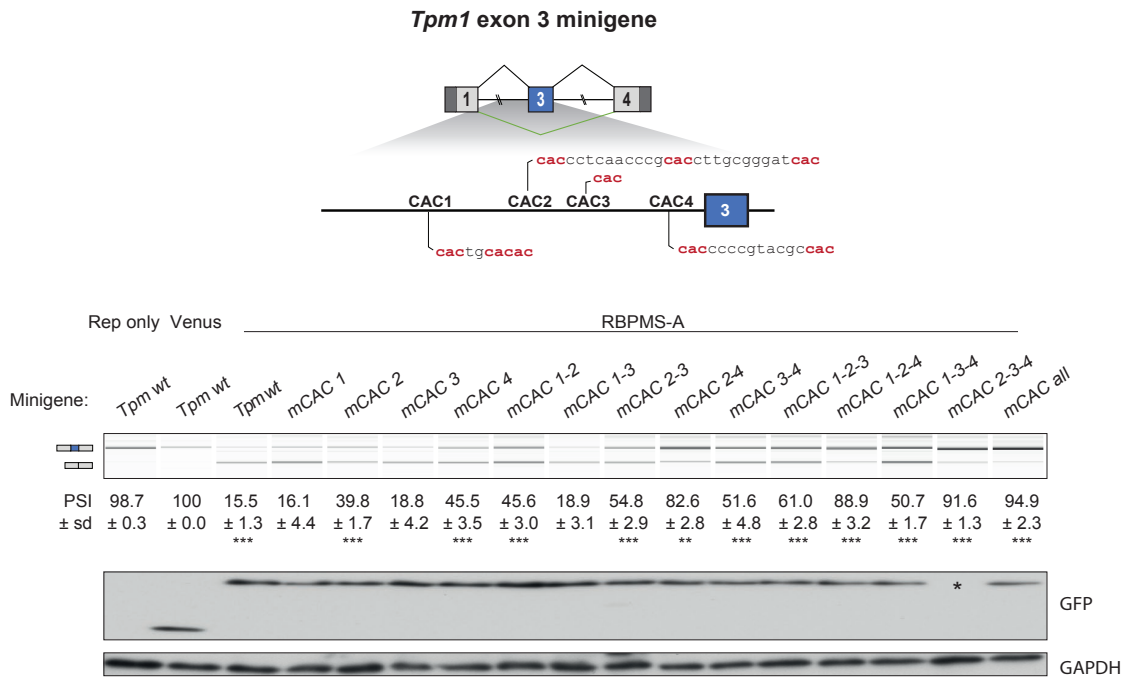 Tpm1 exon 3 minigene
1 3 4
caccctcaacccgcaccttgcgggatcac
cac
CAC1 CAC2 CAC3 CAC4 3
cactgcacac cacccccgtacgccac
Rep only Venus RBPMS-A
Minigene: Tpm wt Tpm wt Tpm wt mCAC 1 mCAC 2 mCAC 3 mCAC 4 mCAC 1-2 mCAC 1-3 mCAC 2-3 mCAC 2-4 mCAC 3-4 mCAC 1-2-3 mCAC 1-2-4 mCAC 1-3-4 mCAC 2-3-4 mCAC all
PSI 98.7 100 15.5 16.1 39.8 18.8 45.5 45.6 18.9 54.8 82.6 51.6 61.0 88.9 50.7 91.6 94.9
± sd ± 0.3 ± 0.0 ± 1.3 ± 4.4 ± 1.7 ± 4.2 ± 3.5 ± 3.0 ± 3.1 ± 2.9 ± 2.8 ± 4.8 ± 2.8 ± 3.2 ± 1.7 ± 1.3 ± 2.3
*** *** *** *** *** ** *** *** *** *** *** ***
*
GFP
GAPDH